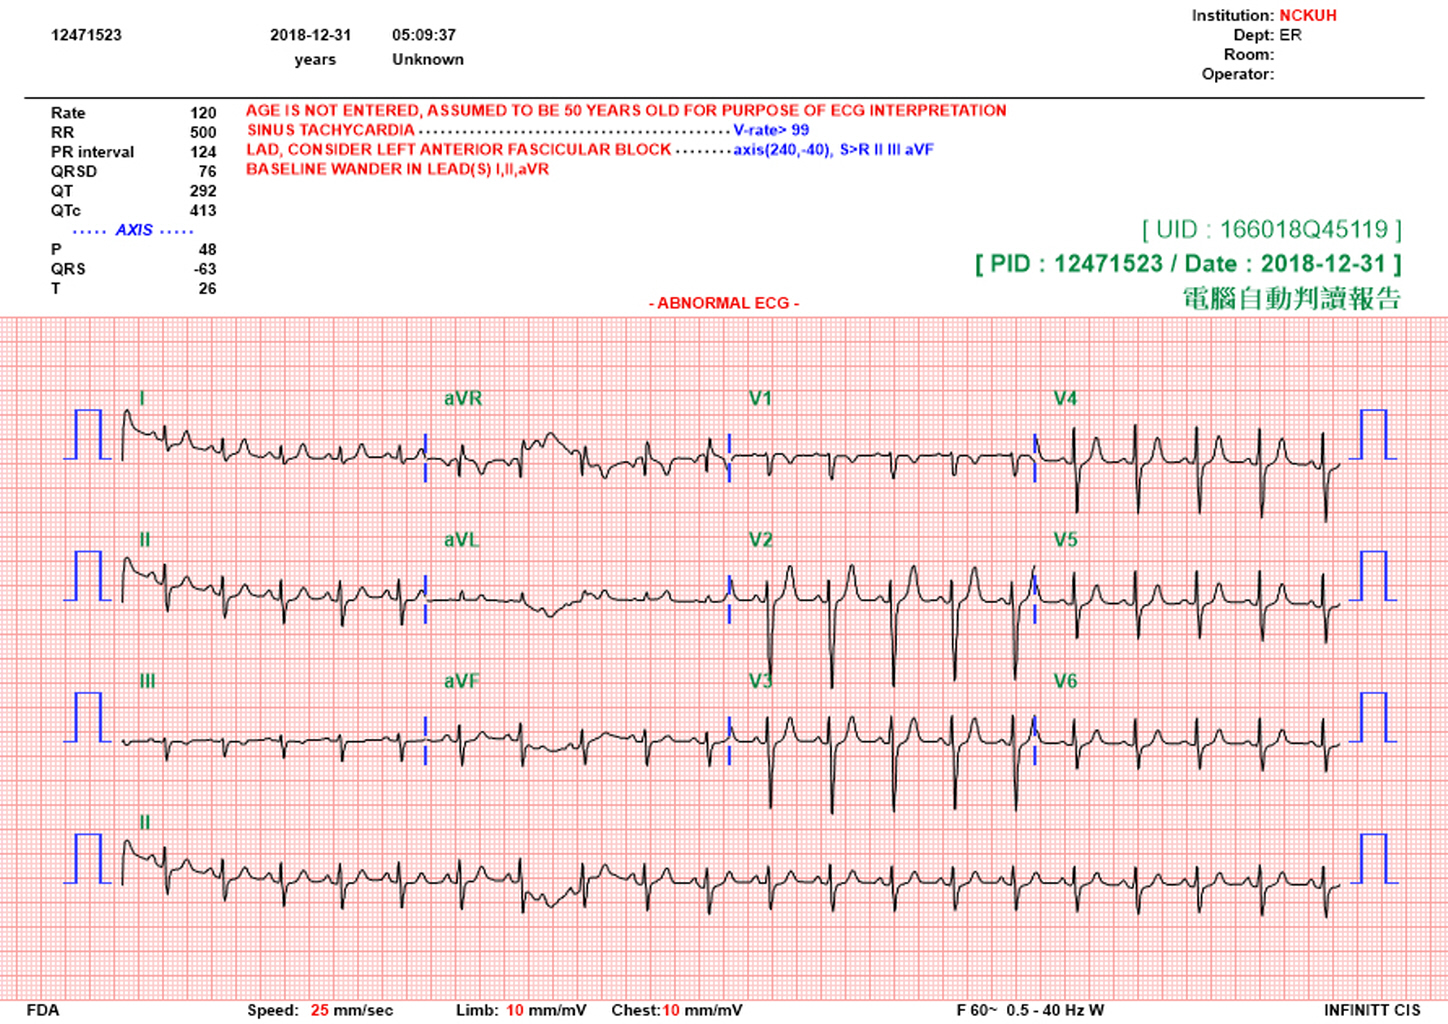 Institution: NCKUH
12471523 2018-12-31 05:09:37 Dept: ER
years Unknown Room:
Operator:
Rate 120 AGE IS NOT ENTERED, ASSUMED TO BE 50 YEARS OLD FOR PURPOSE OF ECG INTERPRETATION
RR 500 SINUS TACHYCARDIA ........................................ V-rate> 99
PR interval 124 LAD, CONSIDER LEFT ANTERIOR FASCICULAR BLOCK ........ axis(240,-40), S>R II III aVF
QRSD 76 BASELINE WANDER IN LEAD(S) I,II,aVR
QT 292
QTc 413
..... AXIS .....
P 48
QRS -63
T 26
[ UID : 166018Q45119 ]
[ PID : 12471523 / Date : 2018-12-31 ]
電腦自動判讀報告
- ABNORMAL ECG -
I aVR V1 V4
II aVL V2 V5
III aVF V3 V6
II
FDA Speed: 25 mm/sec Limb: 10 mm/mV Chest:10 mm/mV F 60~ 0.5 - 40 Hz W INFINITT CIS